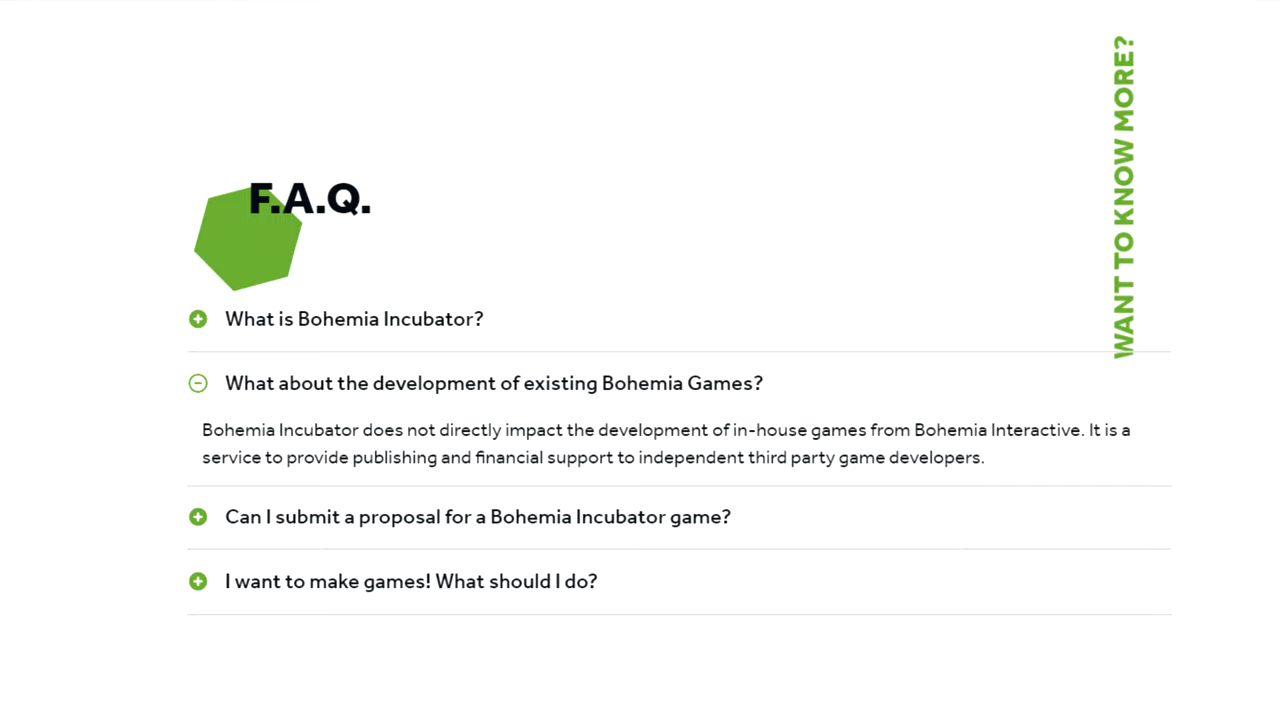 WANT TO KNOW MORE?
F.A.Q.
What is Bohemia Incubator?
What about the development of existing Bohemia Games?
Bohemia Incubator does not directly impact the development of in-house games from Bohemia Interactive. It is a
service to provide publishing and financial support to independent third party game developers.
Can I submit a proposal for a Bohemia Incubator game?
I want to make games! What should I do?